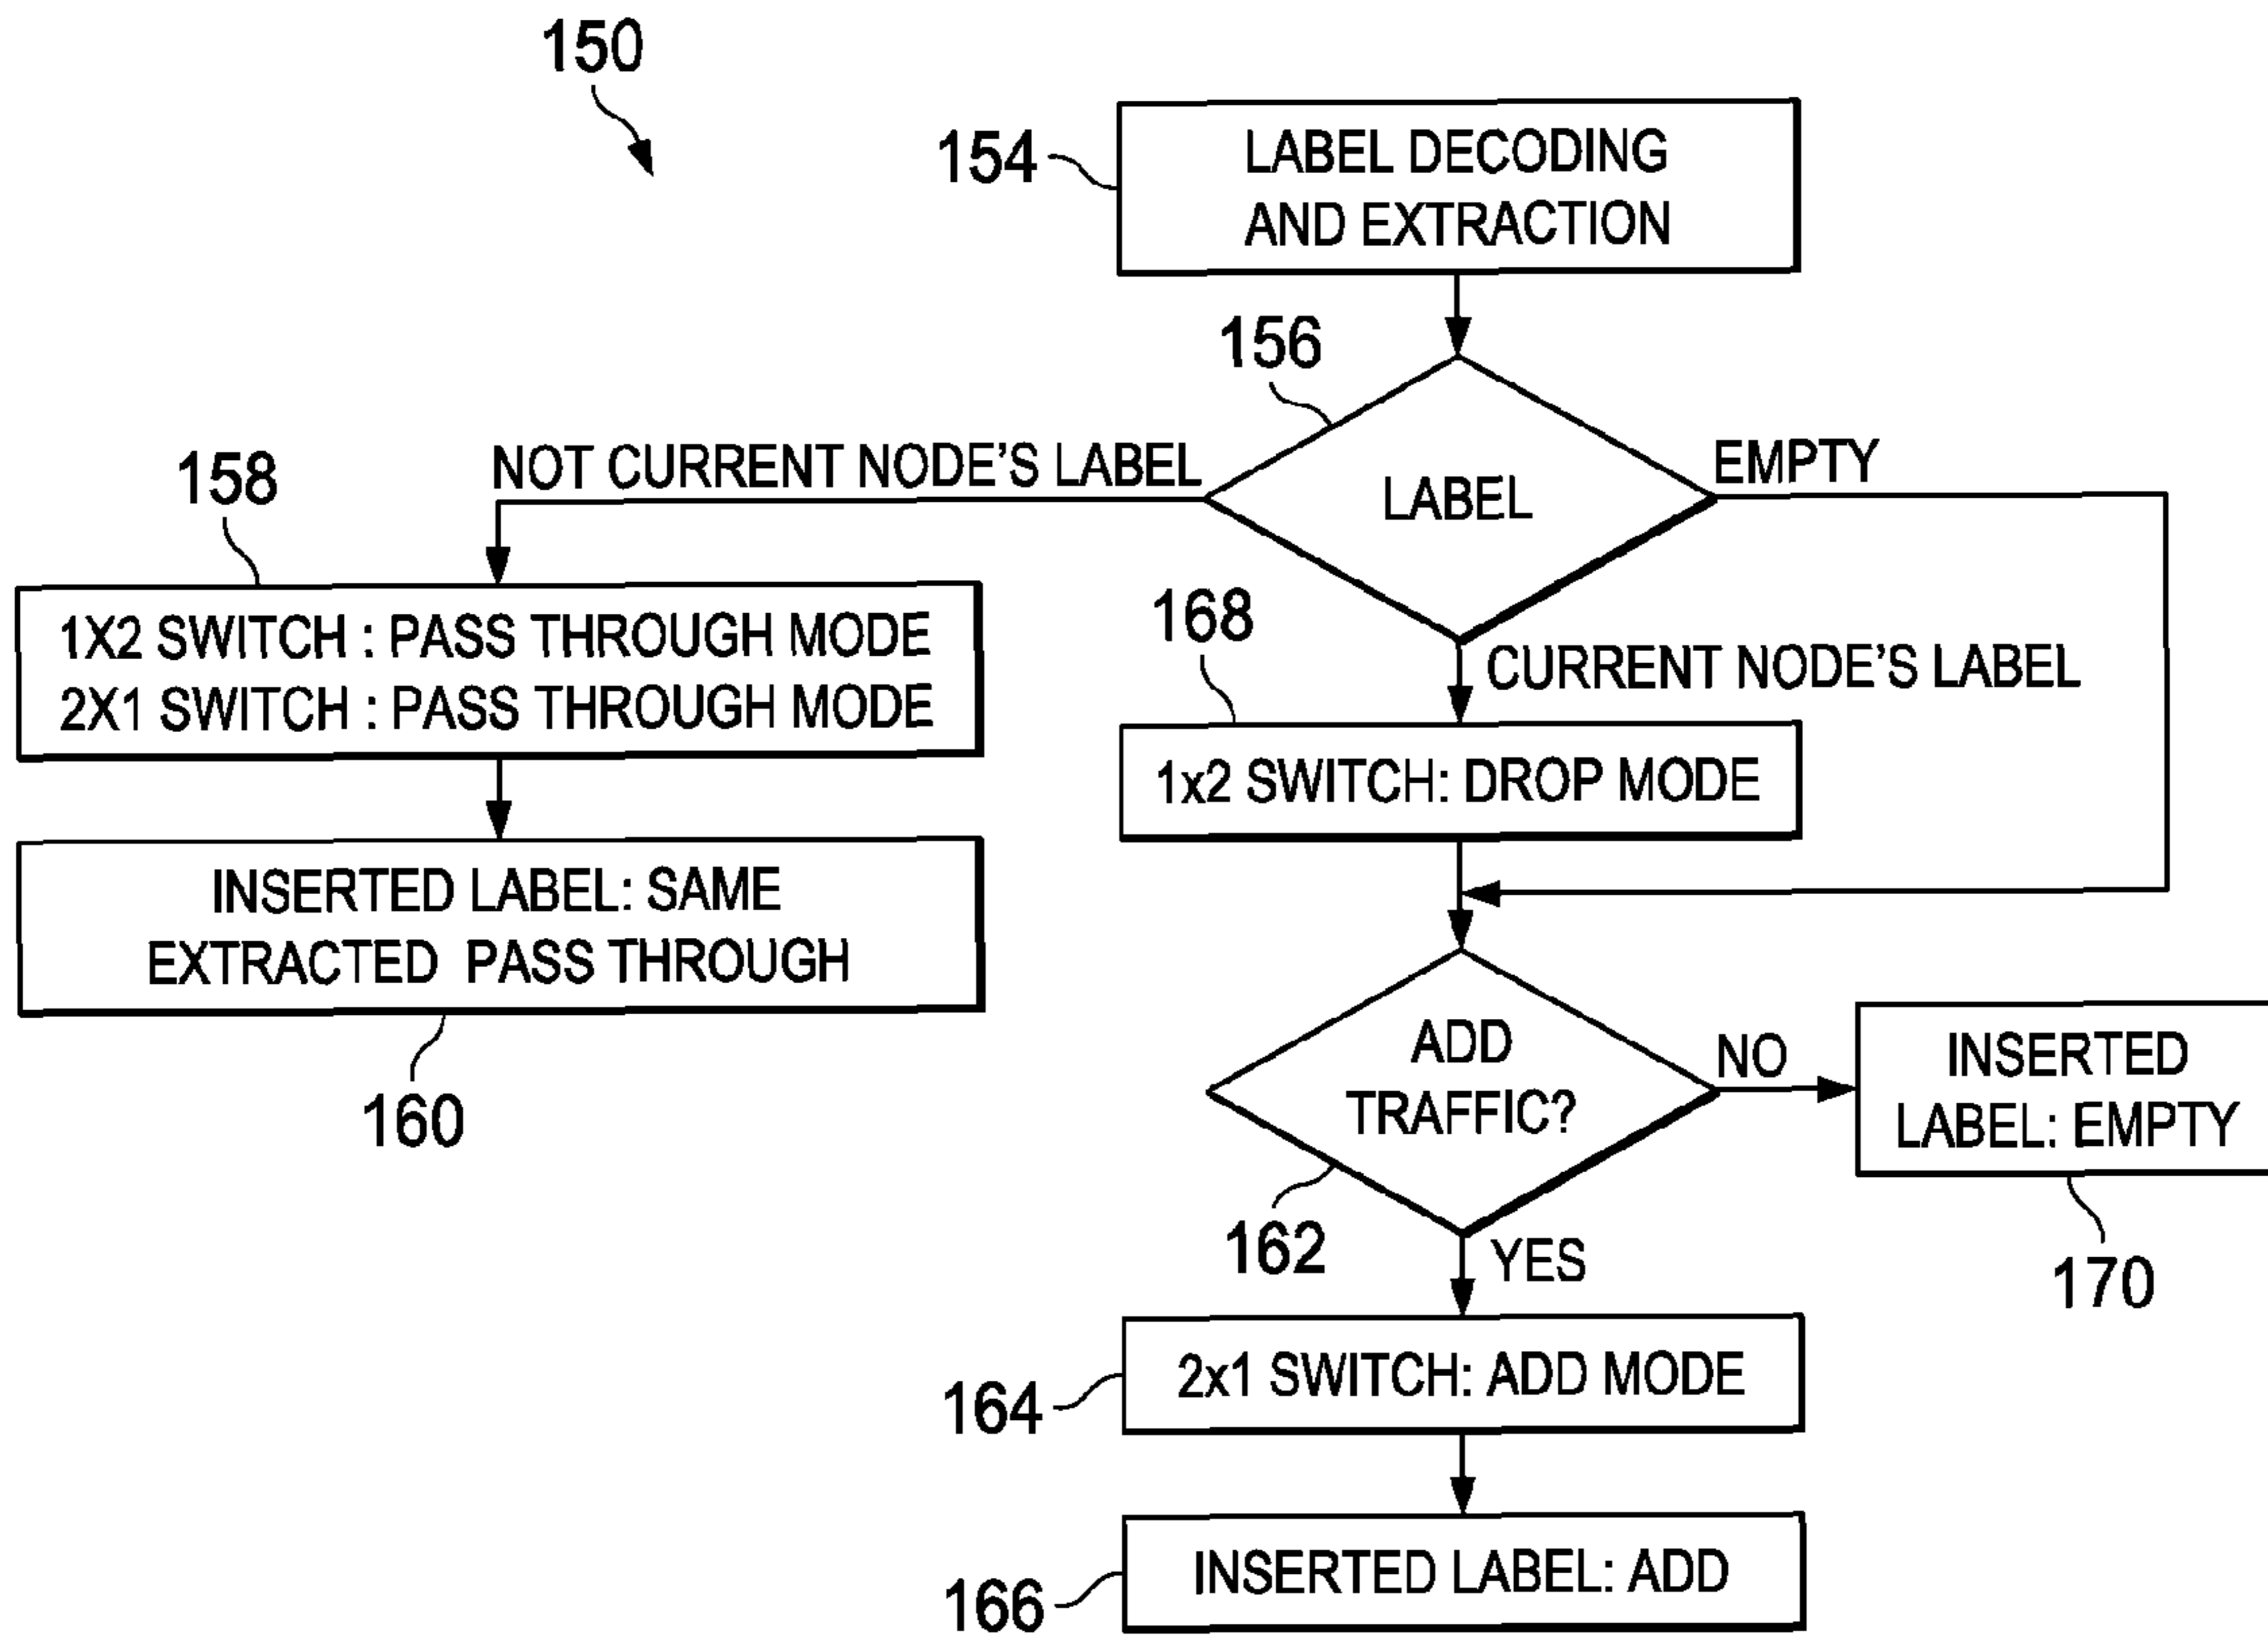 150
154
LABEL DECODING
AND EXTRACTION
156
NOT CURRENT NODE'S LABEL
LABEL
EMPTY
158
1X2 SWITCH : PASS THROUGH MODE
2X1 SWITCH : PASS THROUGH MODE
168
CURRENT NODE'S LABEL
1x2 SWITCH: DROP MODE
INSERTED LABEL: SAME
EXTRACTED PASS THROUGH
160
ADD
TRAFFIC?
162
NO
INSERTED
LABEL: EMPTY
170
YES
164
2x1 SWITCH: ADD MODE
166
INSERTED LABEL: ADD